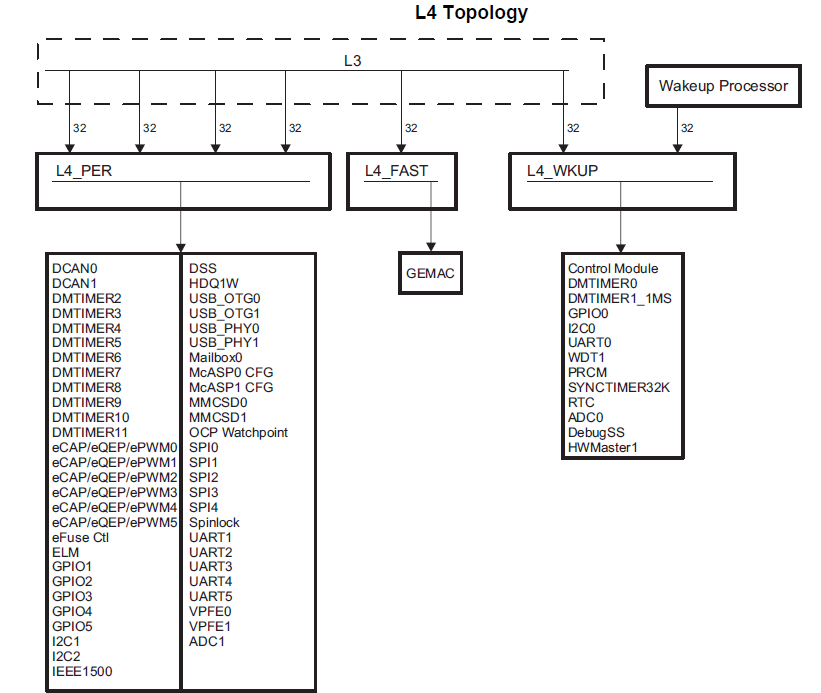 L4 Topology
L3
Wakeup Processor
32
32
32
32
32
32
32
L4_PER
L4_FAST
L4_WKUP
GEMAC
DCAN0
DCAN1
DMTIMER2
DMTIMER3
DMTIMER4
DMTIMER5
DMTIMER6
DMTIMER7
DMTIMER8
DMTIMER9
DMTIMER10
DMTIMER11
eCAP/eQEP/ePWM0
eCAP/eQEP/ePWM1
eCAP/eQEP/ePWM2
eCAP/eQEP/ePWM3
eCAP/eQEP/ePWM4
eCAP/eQEP/ePWM5
eFuse Ctl
ELM
GPIO1
GPIO2
GPIO3
GPIO4
GPIO5
I2C1
I2C2
IEEE1500
DSS
HDQ1W
USB_OTG0
USB_OTG1
USB_PHY0
USB_PHY1
Mailbox0
McASP0 CFG
McASP1 CFG
MMCSD0
MMCSD1
OCP Watchpoint
SPI0
SPI1
SPI2
SPI3
SPI4
Spinlock
UART1
UART2
UART3
UART4
UART5
VPFE0
VPFE1
ADC1
Control Module
DMTIMER0
DMTIMER1_1MS
GPIO0
I2C0
UART0
WDT1
PRCM
SYNCTIMER32K
RTC
ADC0
DebugSS
HWMaster1